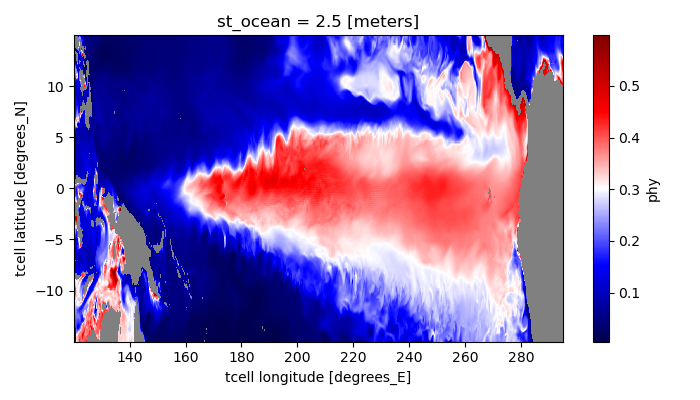 st_ocean = 2.5 [meters]
tcell latitude [degrees_N]
10
5
0
−5
−10
140 160 180 200 220 240 260 280
tcell longitude [degrees_E]
0.5
0.4
0.3
0.2
0.1
phy